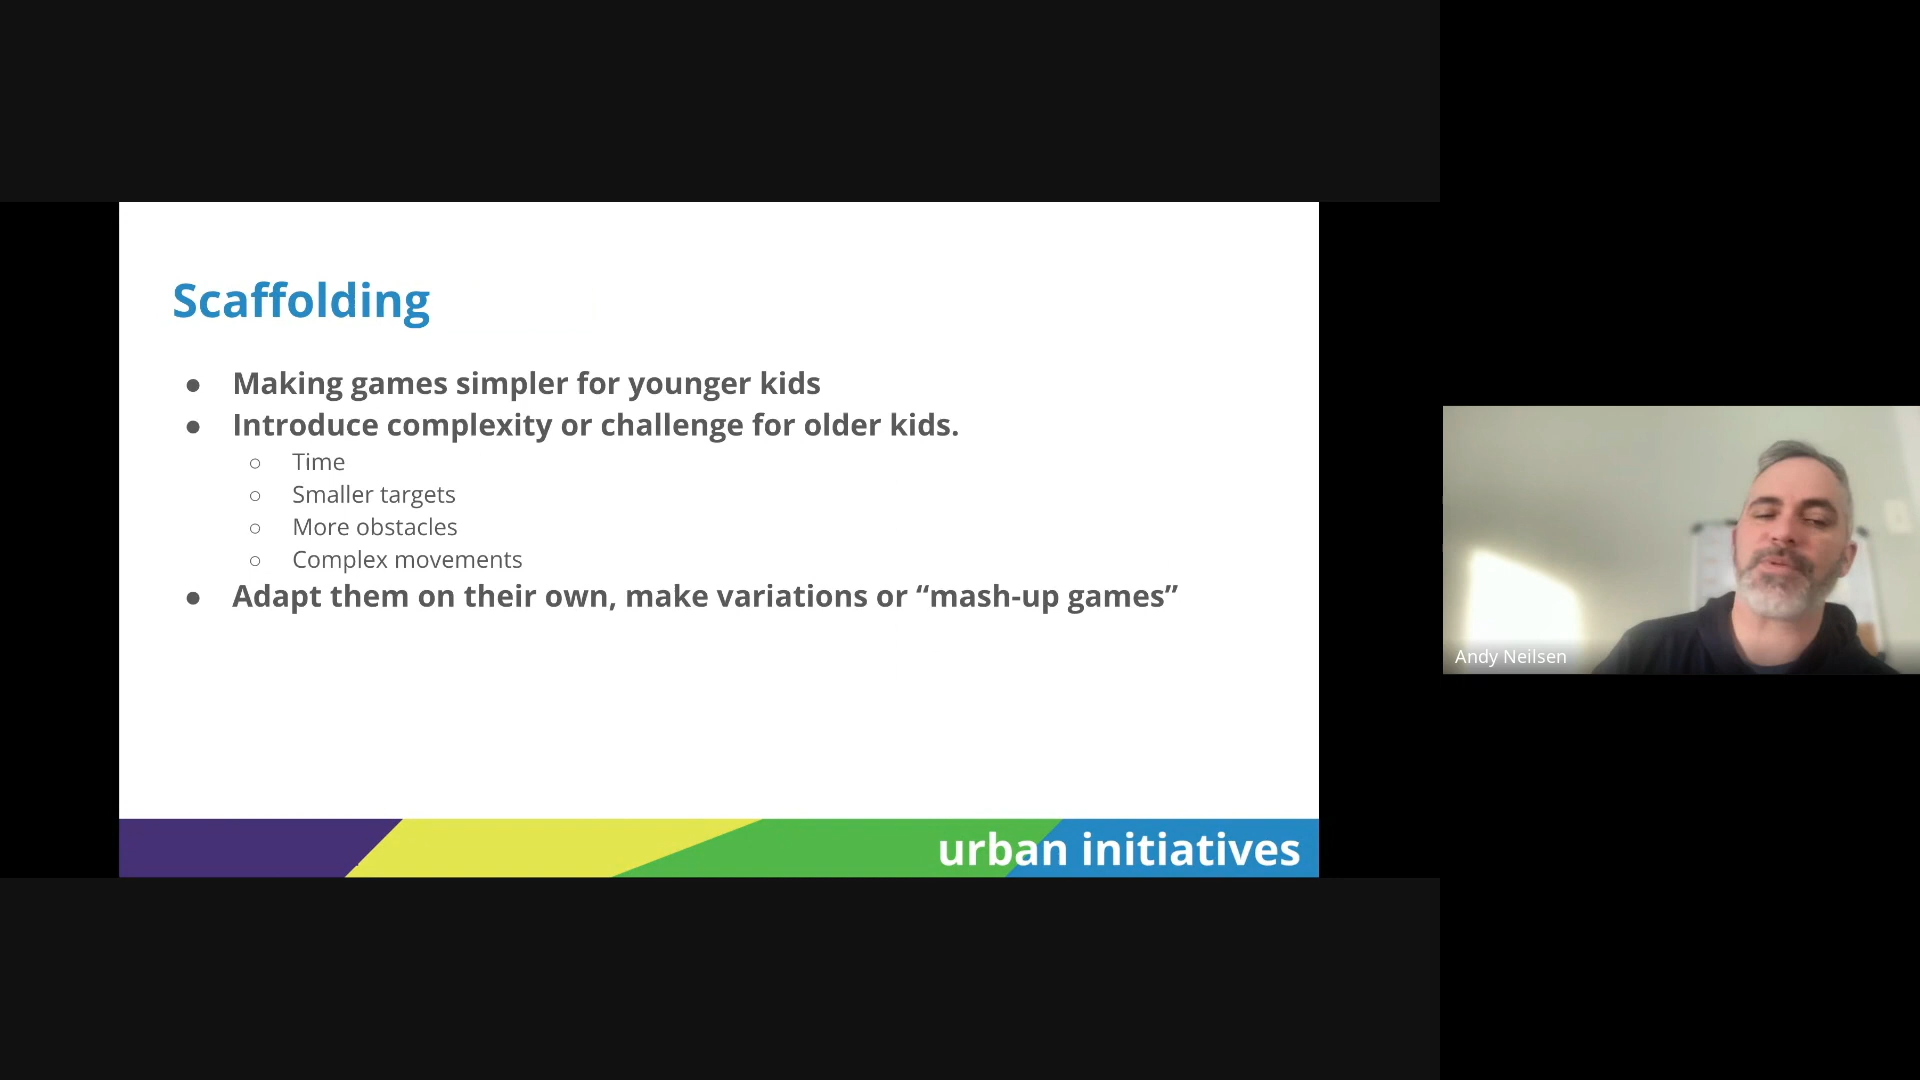 Scaffolding
● Making games simpler for younger kids
● Introduce complexity or challenge for older kids.
○ Time
○ Smaller targets
○ More obstacles
○ Complex movements
● Adapt them on their own, make variations or “mash-up games”
urban initiatives
Andy Neilsen